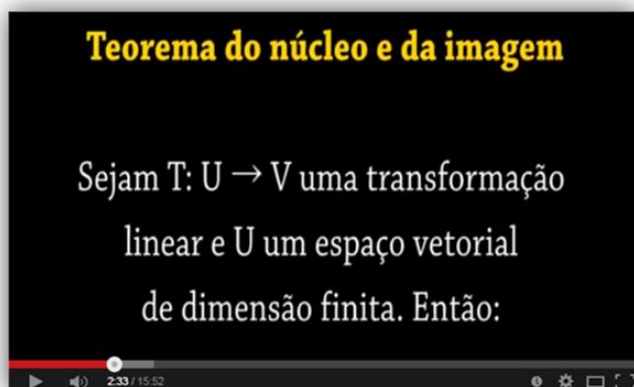 Teorema do núcleo e da imagem
Sejam T: U → V uma transformação
linear e U um espaço vetorial
de dimensão finita. Então:
2:33 / 15:52